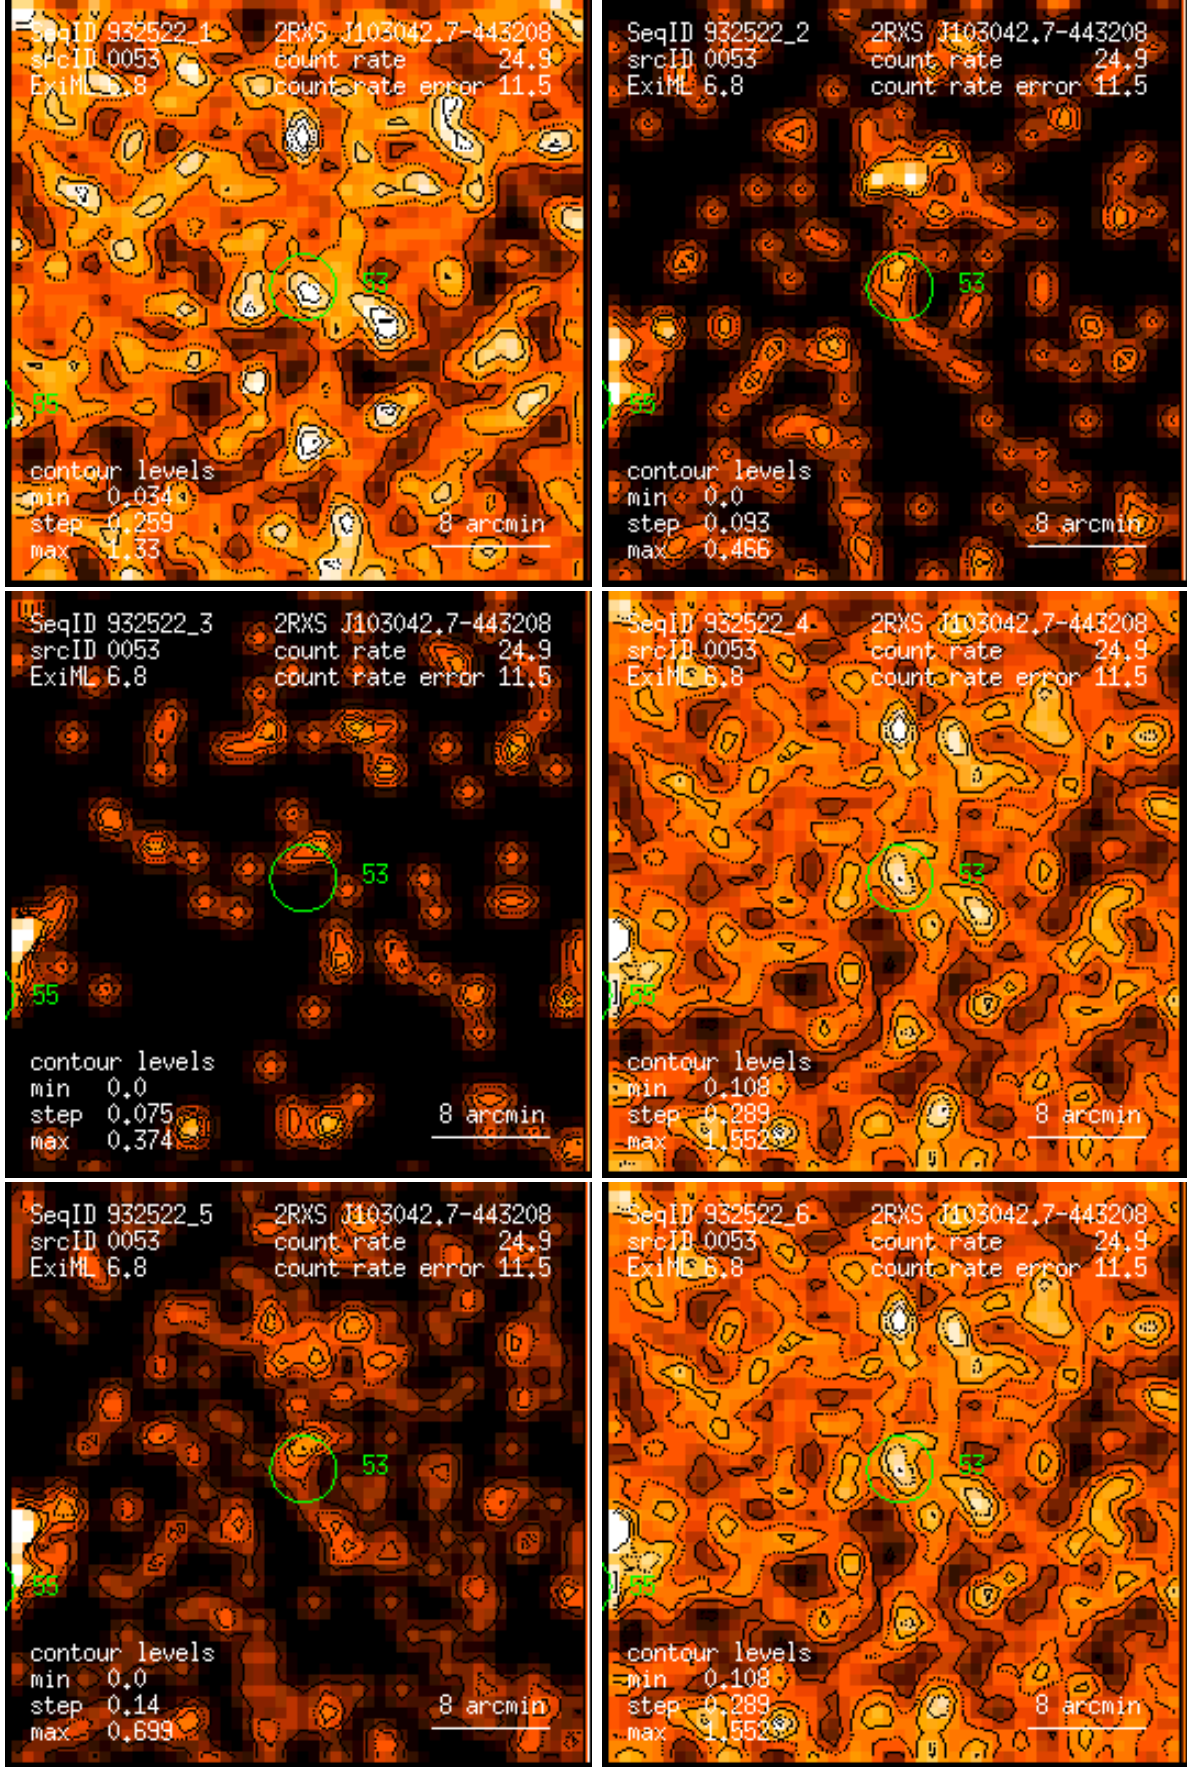 SeqID 932522_1 2RXS J103042.7-443208
srcID 0053 count rate 24.9
ExiML 6.8 count rate error 11.5
53
55
contour levels
min 0.034
step 0.259
max 1.33
8 arcmin
SeqID 932522_2 2RXS J103042.7-443208
srcID 0053 count rate 24.9
ExiML 6.8 count rate error 11.5
53
55
contour levels
min 0.0
step 0.093
max 0.466
8 arcmin
SeqID 932522_3 2RXS J103042.7-443208
srcID 0053 count rate 24.9
ExiML 6.8 count rate error 11.5
53
55
contour levels
min 0.0
step 0.075
max 0.374
8 arcmin
SeqID 932522_4 2RXS J103042.7-443208
srcID 0053 count rate 24.9
ExiML 6.8 count rate error 11.5
53
55
contour levels
min 0.108
step 0.289
max 1.552
8 arcmin
SeqID 932522_5 2RXS J103042.7-443208
srcID 0053 count rate 24.9
ExiML 6.8 count rate error 11.5
53
55
contour levels
min 0.0
step 0.14
max 0.699
8 arcmin
SeqID 932522_6 2RXS J103042.7-443208
srcID 0053 count rate 24.9
ExiML 6.8 count rate error 11.5
53
55
contour levels
min 0.108
step 0.289
max 1.552
8 arcmin